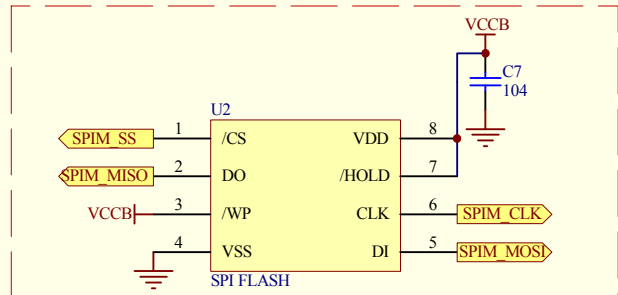 VCCB
C7
104
U2
SPIM_SS 1 /CS VDD 8
SPIM_MISO 2 DO /HOLD 7
VCCB 3 /WP CLK 6 SPIM_CLK
4 VSS DI 5 SPIM_MOSI
SPI FLASH